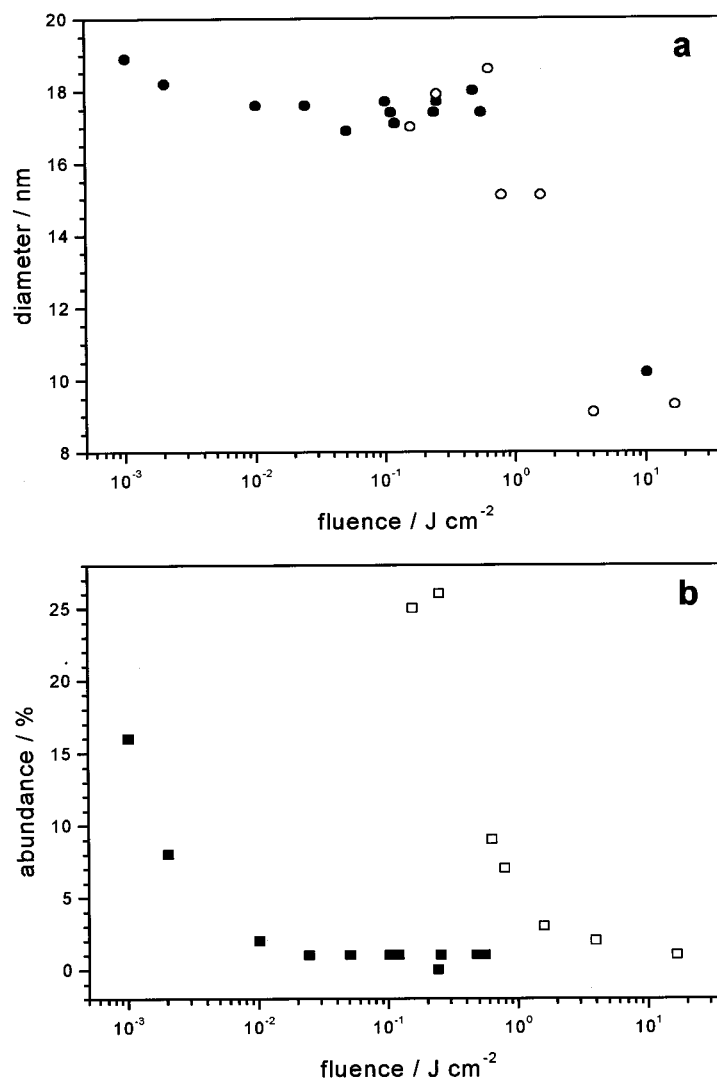 a
20
18
16
14
12
10
8
diameter / nm
10⁻³ 10⁻² 10⁻¹ 10⁰ 10¹
fluence / J cm⁻²
b
25
20
15
10
5
0
abundance / %
10⁻³ 10⁻² 10⁻¹ 10⁰ 10¹
fluence / J cm⁻²